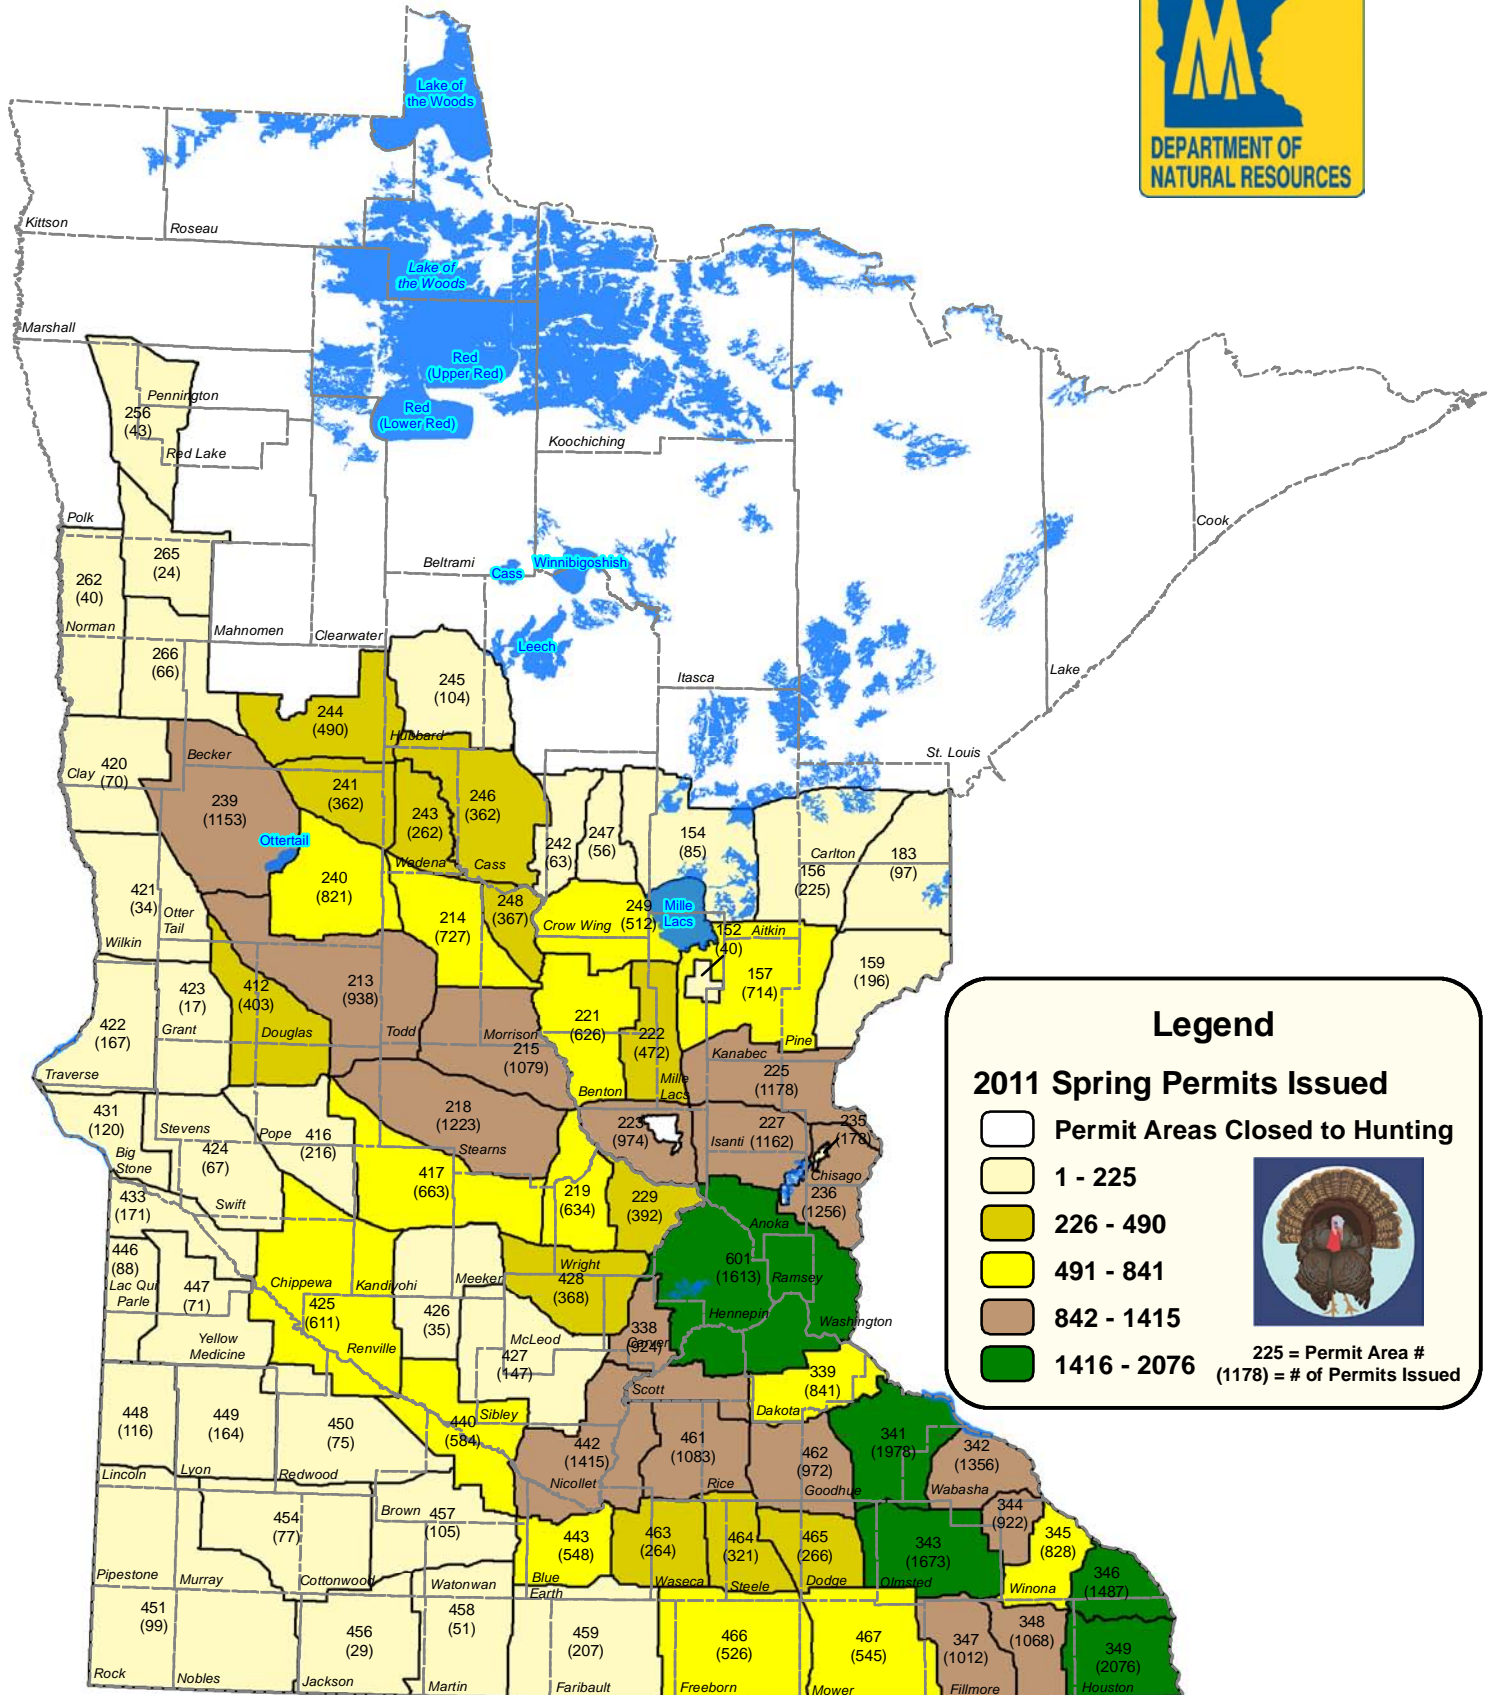 DEPARTMENT OF
NATURAL RESOURCES
Lake of
the Woods
Kittson
Roseau
Lake of
the Woods
Marshall
Red
(Upper Red)
Pennington
256
(43)
Red
(Lower Red)
Koochiching
Red Lake
Polk
Cook
265
(24)
Beltrami
Cass
Winnibigoshish
262
(40)
Norman
Mahnomen
Clearwater
Leech
266
(66)
245
(104)
Itasca
Lake
244
(490)
Hubbard
Becker
St. Louis
420
(70)
Clay
239
(1153)
241
(362)
243
(262)
246
(362)
Ottertail
242
(63)
247
(56)
154
(85)
Carlton
156
(225)
183
(97)
Wadena
Cass
240
(821)
421
(34)
Otter
Tail
214
(727)
248
(367)
Crow Wing
249
(512)
Mille
Lacs
152
(40)
Aitkin
Wilkin
157
(714)
159
(196)
423
(17)
412
(403)
213
(938)
422
(167)
Grant
Douglas
Todd
Morrison
215
(1079)
221
(626)
222
(472)
Kanabec
Pine
225
(1178)
Traverse
Benton
Mille
Lacs
431
(120)
Stevens
Pope
416
(216)
218
(1223)
Stearns
223
(974)
Isanti
227
(1162)
235
(178)
Big
Stone
424
(67)
Chisago
433
(171)
Swift
417
(663)
219
(634)
229
(392)
236
(1256)
Anoka
446
(88)
Lac Qui
Parle
447
(71)
Chippewa
425
(611)
Kandiyohi
Meeker
Wright
428
(368)
601
(1613)
Ramsey
Hennepin
Washington
426
(35)
McLeod
427
(147)
338
(924)
Carver
Yellow
Medicine
Renville
Scott
339
(841)
Dakota
448
(116)
449
(164)
450
(75)
440
(584)
Sibley
442
(1415)
Nicollet
461
(1083)
Rice
462
(972)
Goodhue
341
(1978)
342
(1356)
Wabasha
Lincoln
Lyon
Redwood
454
(77)
Brown
457
(105)
344
(922)
345
(828)
443
(548)
463
(264)
464
(321)
465
(266)
343
(1673)
Pipestone
Murray
Cottonwood
Watonwan
Blue
Earth
Waseca
Steele
Dodge
Olmsted
Winona
346
(1487)
451
(99)
456
(29)
458
(51)
459
(207)
466
(526)
467
(545)
347
(1012)
348
(1068)
349
(2076)
Rock
Nobles
Jackson
Martin
Faribault
Freeborn
Mower
Fillmore
Houston
Legend
2011 Spring Permits Issued
Permit Areas Closed to Hunting
1 - 225
226 - 490
491 - 841
842 - 1415
1416 - 2076
225 = Permit Area #
(1178) = # of Permits Issued